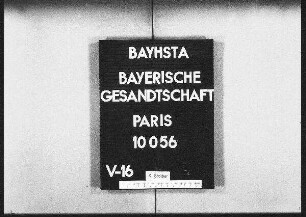 BAYHSTA
BAYERISCHE
GESANDTSCHAFT
PARIS
10056
V-16